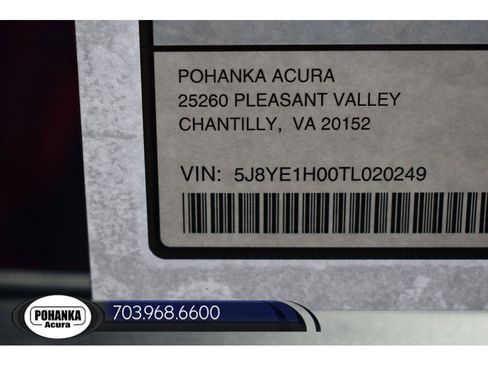 POHANKA ACURA
25260 PLEASANT VALLEY
CHANTILLY, VA 20152
VIN: 5J8YE1H00TL020249
POHANKA
Acura
703.968.6600